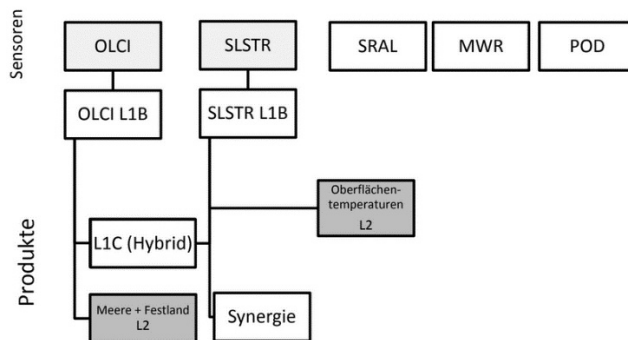 Sensoren
OLCI
SLSTR
SRAL
MWR
POD
OLCI L1B
SLSTR L1B
Produkte
Oberflächen-
temperaturen
L2
L1C (Hybrid)
Meere + Festland
L2
Synergie